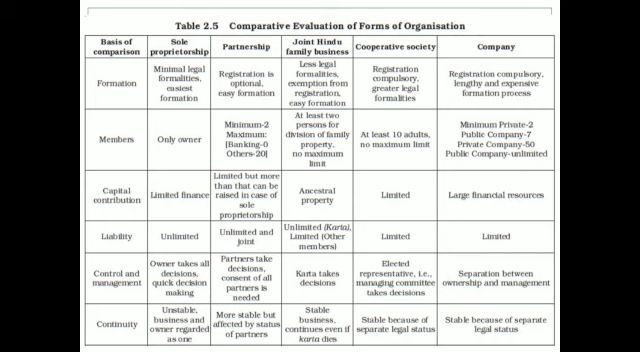 Table 2.5 Comparative Evaluation of Forms of Organisation
Basis of comparison | Sole proprietorship | Partnership | Joint Hindu family business | Cooperative society | Company
Formation | Minimal legal formalities, easiest formation | Registration is optional, easy formation | Less legal formalities, exemption from registration, easy formation | Registration compulsory, greater legal formalities | Registration compulsory, lengthy and expensive formation process
Members | Only owner | Minimum-2 Maximum: [Banking-0 Others-20] | At least two persons for division of family property, no maximum limit | At least 10 adults, no maximum limit | Minimum Private-2 Public Company-7 Private Company-50 Public Company-unlimited
Capital contribution | Limited finance | Limited but more than that can be raised in case of sole proprietorship | Ancestral property | Limited | Large financial resources
Liability | Unlimited | Unlimited and joint | Unlimited (Karta), Limited (Other members) | Limited | Limited
Control and management | Owner takes all decisions, quick decision making | Partners take decisions, consent of all partners is needed | Karta takes decisions | Elected representative, i.e., managing committee takes decisions | Separation between ownership and management
Continuity | Unstable, business and owner regarded as one | More stable but affected by status of partners | Stable business, continues even if karta dies | Stable because of separate legal status | Stable because of separate legal status